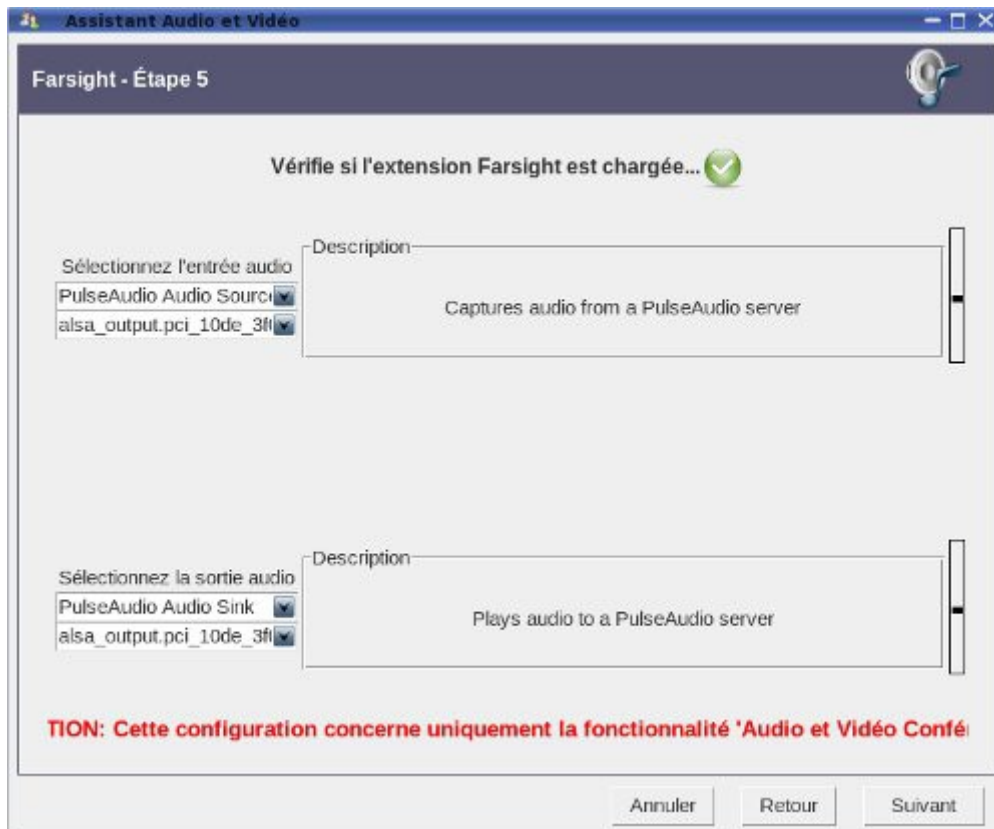 Assistant Audio et Vidéo
Farsight - Étape 5
Vérifie si l'extension Farsight est chargée...
Description
Sélectionnez l'entrée audio
PulseAudio Audio Source
Captures audio from a PulseAudio server
alsa_output.pci_10de_3f
Description
Sélectionnez la sortie audio
PulseAudio Audio Sink
Plays audio to a PulseAudio server
alsa_output.pci_10de_3f
TION: Cette configuration concerne uniquement la fonctionnalité 'Audio et Vidéo Confé
Annuler
Retour
Suivant